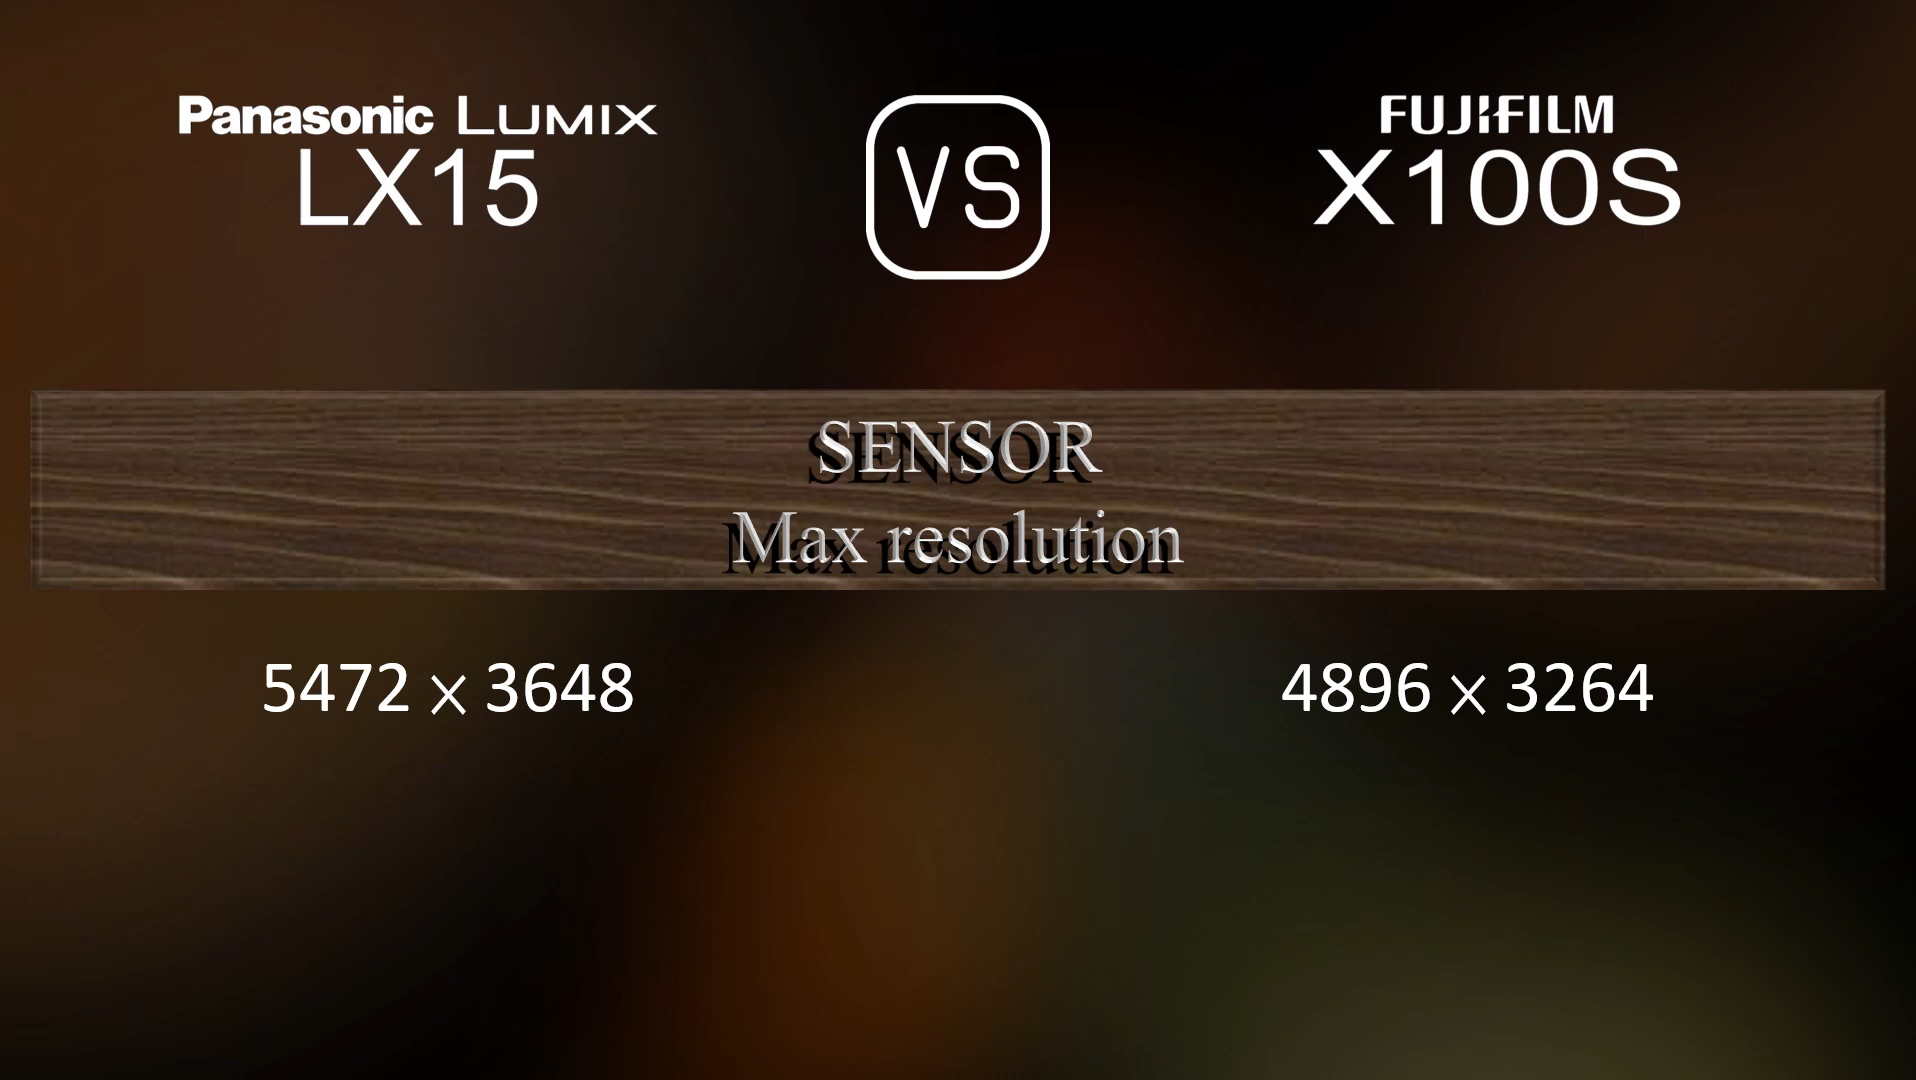 Panasonic LUMIX
LX15
VS
FUJIFILM
X100S
SENSOR
Max resolution
5472 x 3648
4896 x 3264